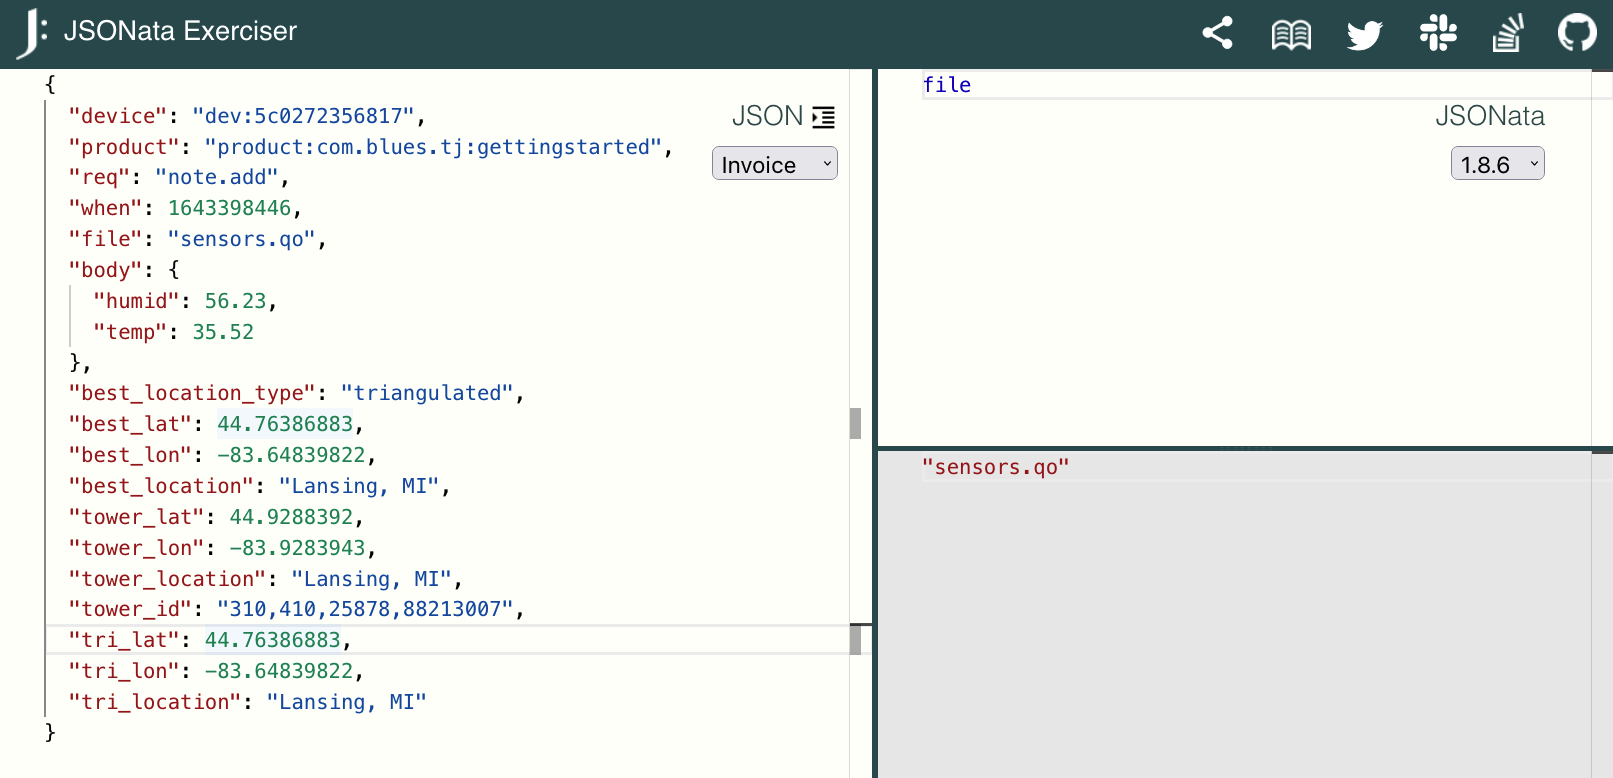 JSONata Exerciser
{
"device": "dev:5c0272356817",
"product": "product:com.blues.tj:gettingstarted",
"req": "note.add",
"when": 1643398446,
"file": "sensors.qo",
"body": {
"humid": 56.23,
"temp": 35.52
},
"best_location_type": "triangulated",
"best_lat": 44.76386883,
"best_lon": -83.64839822,
"best_location": "Lansing, MI",
"tower_lat": 44.9288392,
"tower_lon": -83.9283943,
"tower_location": "Lansing, MI",
"tower_id": "310,410,25878,88213007",
"tri_lat": 44.76386883,
"tri_lon": -83.64839822,
"tri_location": "Lansing, MI"
}
JSON
Invoice
file
JSONata
1.8.6
"sensors.qo"